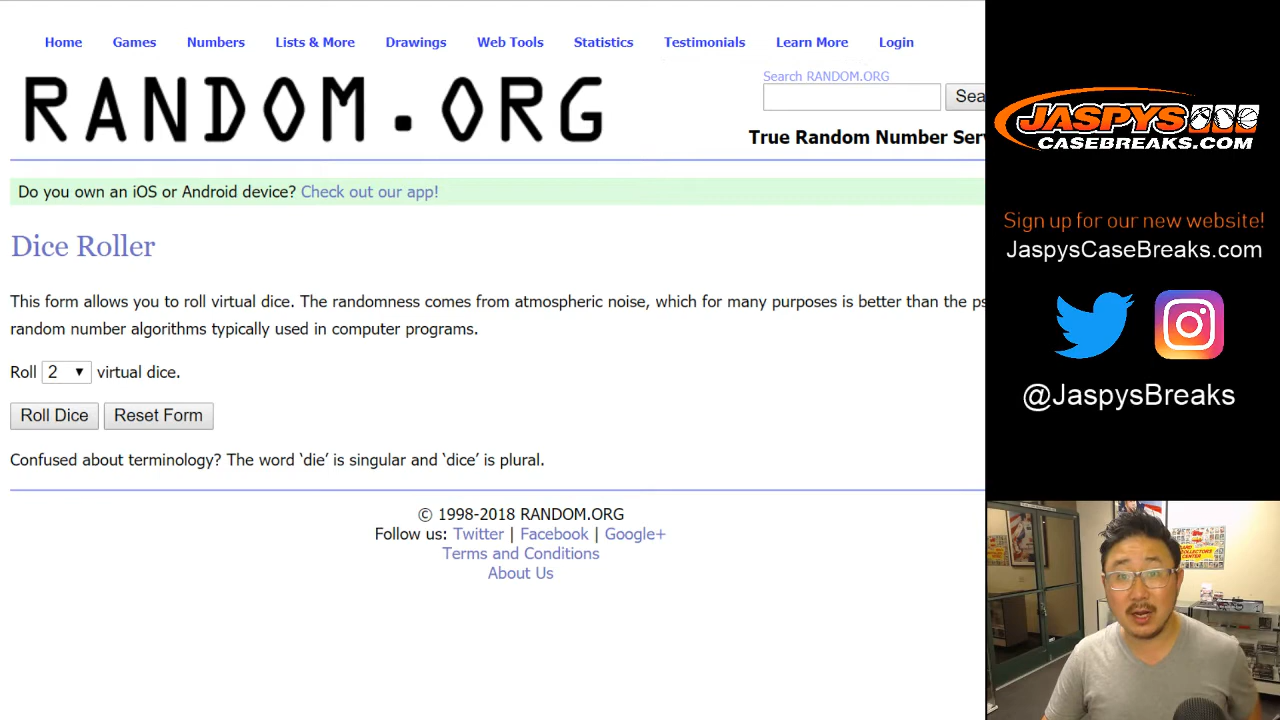 Home Games Numbers Lists & More Drawings Web Tools Statistics Testimonials Learn More Login
RANDOM.ORG
Search RANDOM.ORG
Sea
True Random Number Ser
Do you own an iOS or Android device? Check out our app!
Dice Roller
This form allows you to roll virtual dice. The randomness comes from atmospheric noise, which for many purposes is better than the ps
random number algorithms typically used in computer programs.
Roll 2 virtual dice.
Roll Dice Reset Form
Confused about terminology? The word ‘die’ is singular and ‘dice’ is plural.
© 1998-2018 RANDOM.ORG
Follow us: Twitter | Facebook | Google+
Terms and Conditions
About Us
JASPYS
CASEBREAKS.COM
Sign up for our new website!
JaspysCaseBreaks.com
@JaspysBreaks